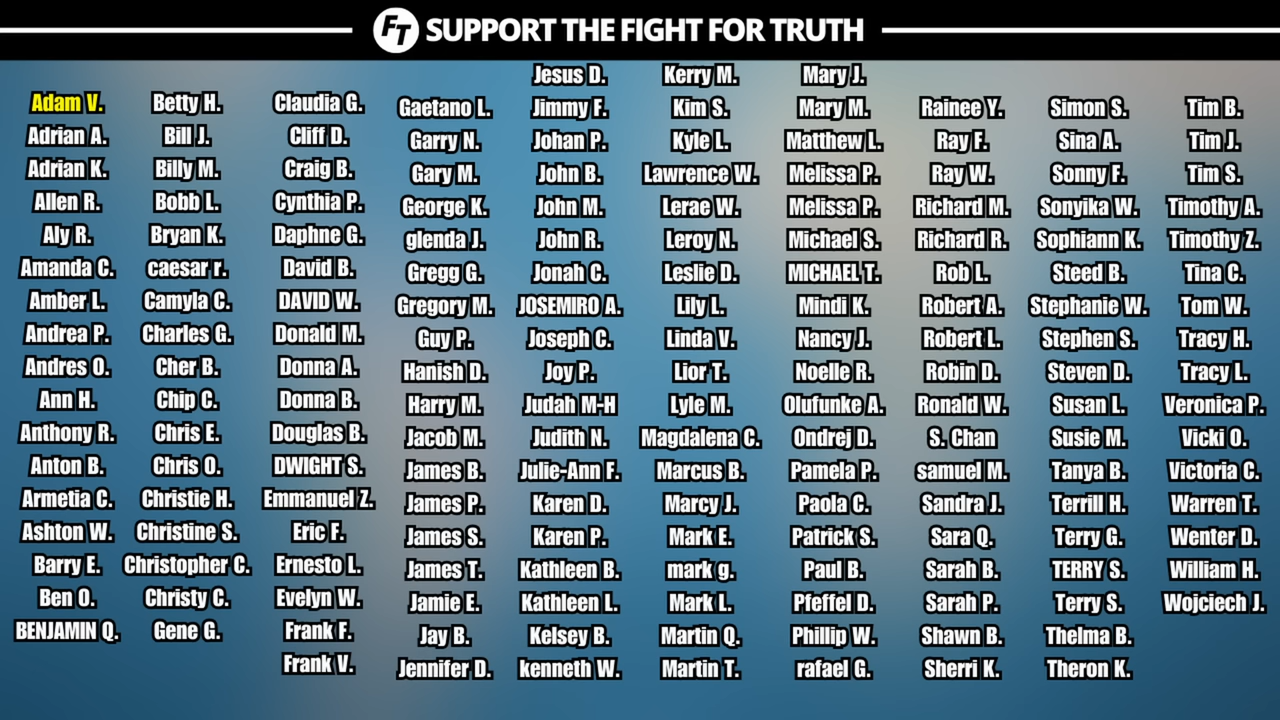 FT SUPPORT THE FIGHT FOR TRUTH
Adam V.
Adrian A.
Adrian K.
Allen R.
Aly R.
Amanda C.
Amber L.
Andrea P.
Andres O.
Ann H.
Anthony R.
Anton B.
Armetia C.
Ashton W.
Barry E.
Ben O.
BENJAMIN Q.
Betty H.
Bill J.
Billy M.
Bobb L.
Bryan K.
caesar r.
Camyla C.
Charles G.
Cher B.
Chip C.
Chris E.
Chris O.
Christie H.
Christine S.
Christopher C.
Christy C.
Gene G.
Claudia G.
Cliff D.
Craig B.
Cynthia P.
Daphne G.
David B.
DAVID W.
Donald M.
Donna A.
Donna B.
Douglas B.
DWIGHT S.
Emmanuel Z.
Eric F.
Ernesto L.
Evelyn W.
Frank F.
Frank V.
Gaetano L.
Garry N.
Gary M.
George K.
glenda J.
Gregg G.
Gregory M.
Guy P.
Hanish D.
Harry M.
Jacob M.
James B.
James P.
James S.
James T.
Jamie E.
Jay B.
Jennifer D.
Jesus D.
Jimmy F.
Johan P.
John B.
John M.
John R.
Jonah C.
JOSEMIRO A.
Joseph C.
Joy P.
Judah M-H
Judith N.
Julie-Ann F.
Karen D.
Karen P.
Kathleen B.
Kathleen L.
Kelsey B.
kenneth W.
Kerry M.
Kim S.
Kyle L.
Lawrence W.
Lerae W.
Leroy N.
Leslie D.
Lily L.
Linda V.
Lior T.
Lyle M.
Magdalena C.
Marcus B.
Marcy J.
Mark E.
mark g.
Mark L.
Martin Q.
Martin T.
Mary J.
Mary M.
Matthew L.
Melissa P.
Melissa P.
Michael S.
MICHAEL T.
Mindi K.
Nancy J.
Noelle R.
Olufunke A.
Ondrej D.
Pamela P.
Paola C.
Patrick S.
Paul B.
Pfeffel D.
Phillip W.
rafael G.
Rainee Y.
Ray F.
Ray W.
Richard M.
Richard R.
Rob L.
Robert A.
Robert L.
Robin D.
Ronald W.
S. Chan
samuel M.
Sandra J.
Sara Q.
Sarah B.
Sarah P.
Shawn B.
Sherri K.
Simon S.
Sina A.
Sonny F.
Sonyika W.
Sophiann K.
Steed B.
Stephanie W.
Stephen S.
Steven D.
Susan L.
Susie M.
Tanya B.
Terrill H.
Terry G.
TERRY S.
Terry S.
Thelma B.
Theron K.
Tim B.
Tim J.
Tim S.
Timothy A.
Timothy Z.
Tina C.
Tom W.
Tracy H.
Tracy L.
Veronica P.
Vicki O.
Victoria C.
Warren T.
Wenter D.
William H.
Wojciech J.